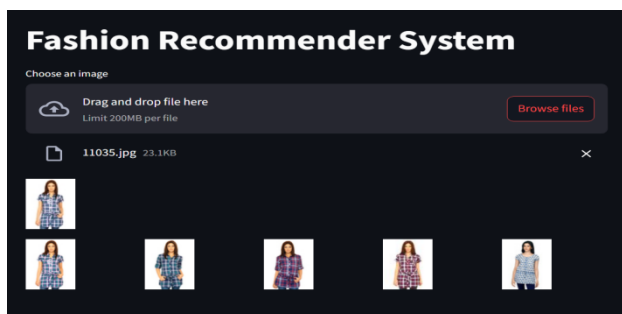 Fashion Recommender System
Choose an image
Drag and drop file here
Limit 200MB per file
Browse files
11035.jpg 23.1KB